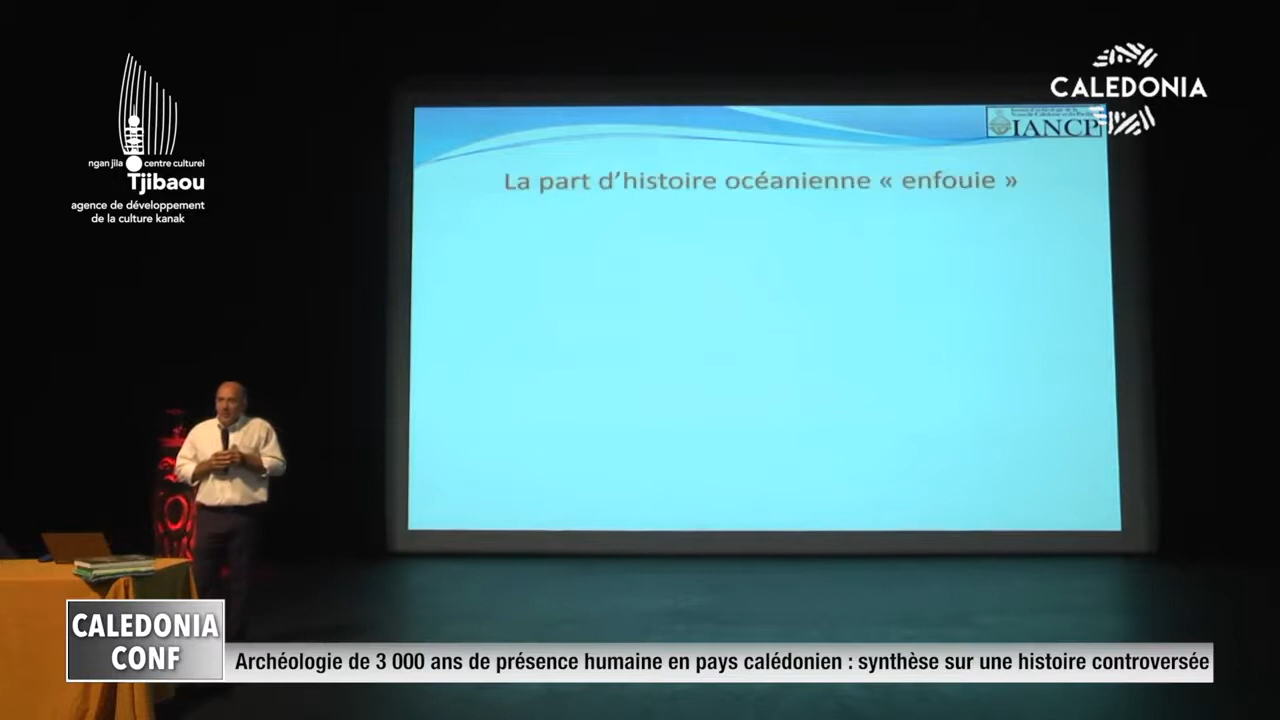 ngan jila centre culturel
Tjibaou
agence de développement
de la culture kanak
CALEDONIA
IANCP
La part d'histoire océanienne « enfouie »
CALEDONIA
CONF
Archéologie de 3 000 ans de présence humaine en pays calédonien : synthèse sur une histoire controversée